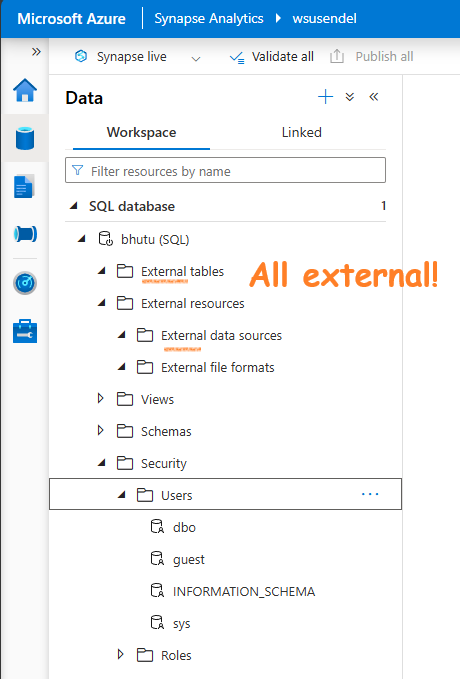 Microsoft Azure | Synapse Analytics > wsusendel
>> Synapse live Validate all Publish all
Data
Workspace Linked
Filter resources by name
SQL database 1
bhutu (SQL)
External tables All external!
External resources
External data sources
External file formats
Views
Schemas
Security
Users ...
dbo
guest
INFORMATION_SCHEMA
sys
Roles